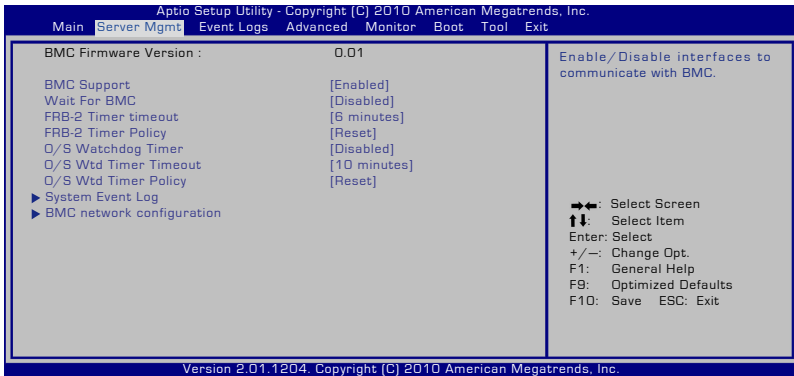 Aptio Setup Utility - Copyright (C) 2010 American Megatrends, Inc.
Main Server Mgmt Event Logs Advanced Monitor Boot Tool Exit
BMC Firmware Version : 0.01
BMC Support [Enabled]
Wait For BMC [Disabled]
FRB-2 Timer timeout [6 minutes]
FRB-2 Timer Policy [Reset]
O/S Watchdog Timer [Disabled]
O/S Wtd Timer Timeout [10 minutes]
O/S Wtd Timer Policy [Reset]
System Event Log
BMC network configuration
Enable/Disable interfaces to
communicate with BMC.
→←: Select Screen
↑↓: Select Item
Enter: Select
+/—: Change Opt.
F1: General Help
F9: Optimized Defaults
F10: Save ESC: Exit
Version 2.01.1204. Copyright (C) 2010 American Megatrends, Inc.